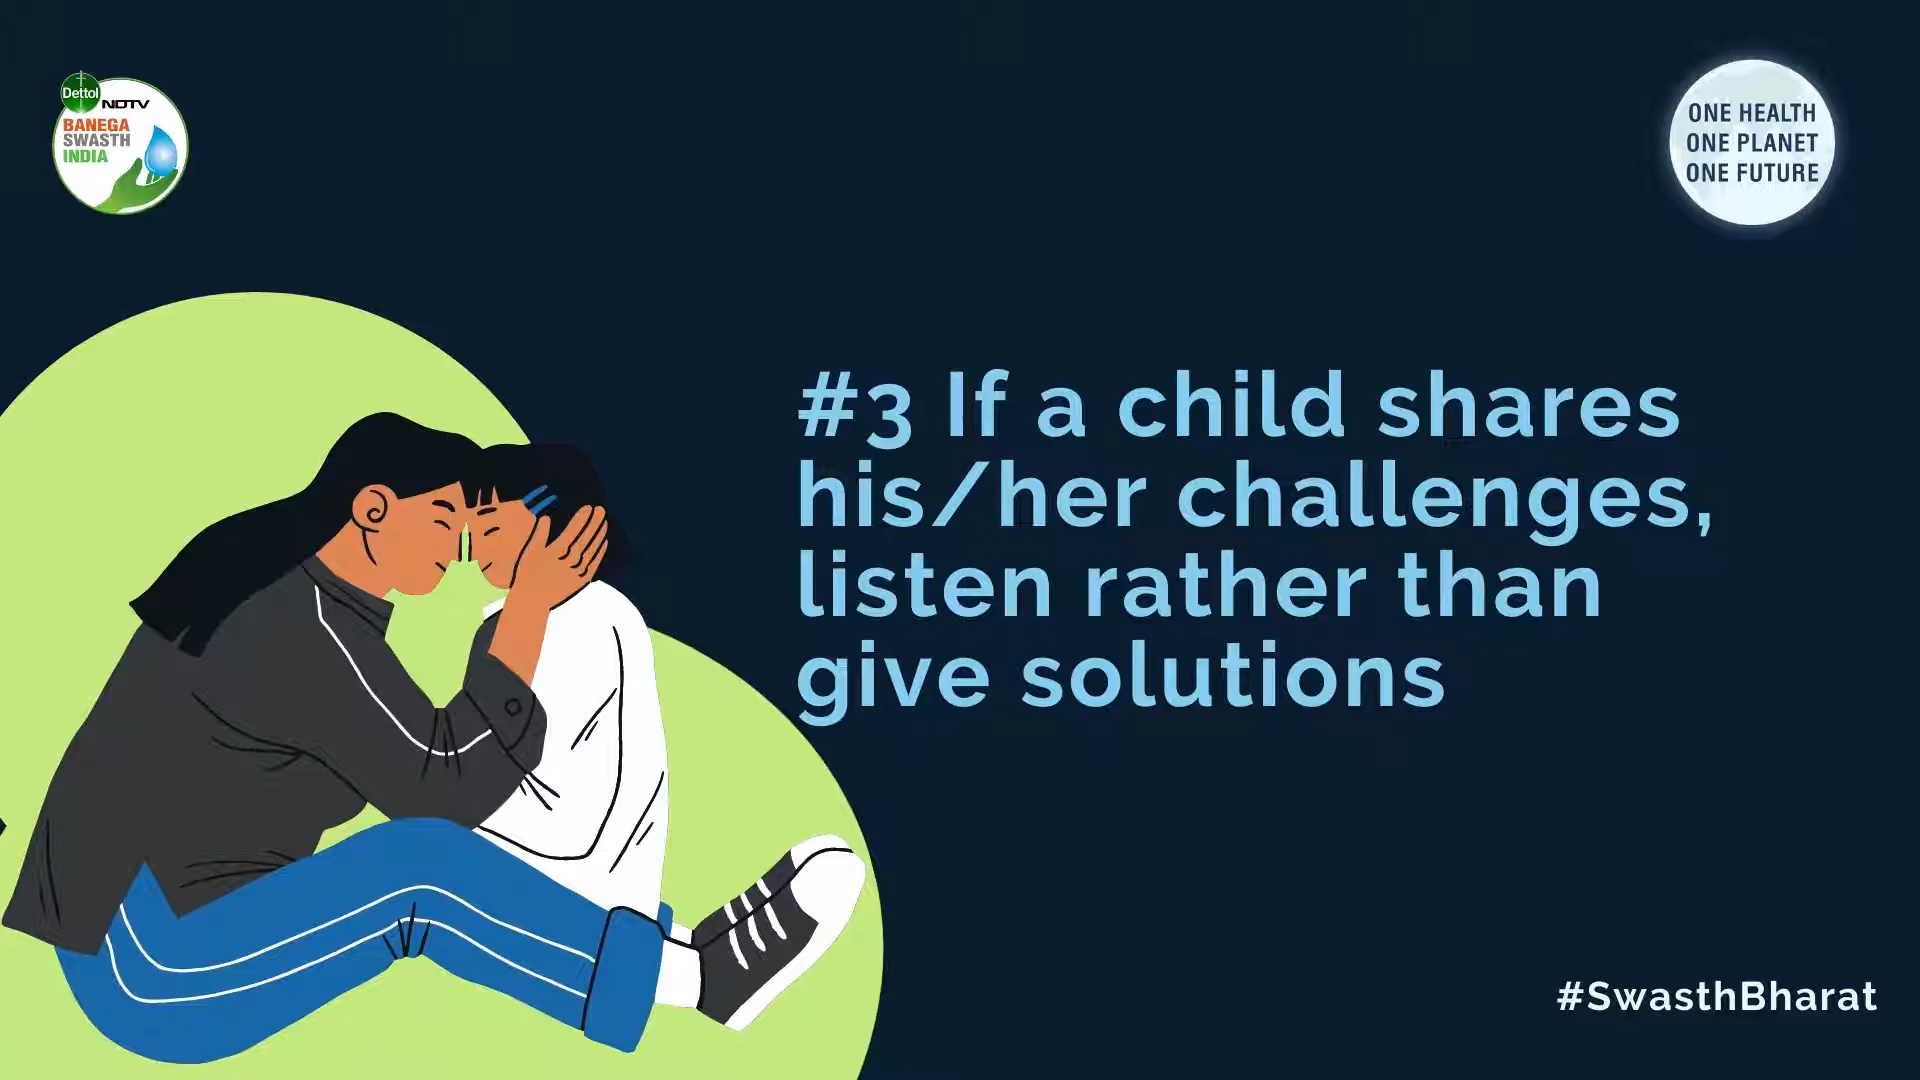 Dettol
NDTV
BANEGA
SWASTH
INDIA
ONE HEALTH
ONE PLANET
ONE FUTURE
#3 If a child shares
his/her challenges,
listen rather than
give solutions
#SwasthBharat